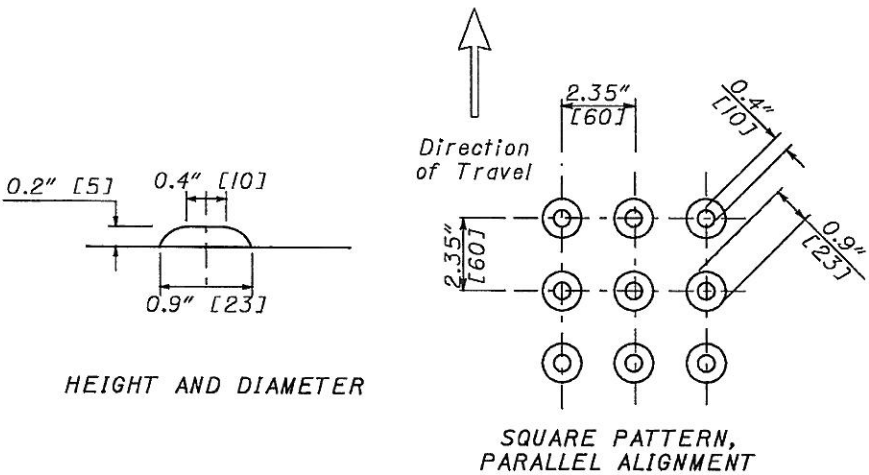 0.2" [5]
0.4" [10]
0.9" [23]
HEIGHT AND DIAMETER
Direction
of Travel
2.35"
[60]
0.4"
[10]
2.35"
[60]
0.9"
[23]
SQUARE PATTERN,
PARALLEL ALIGNMENT